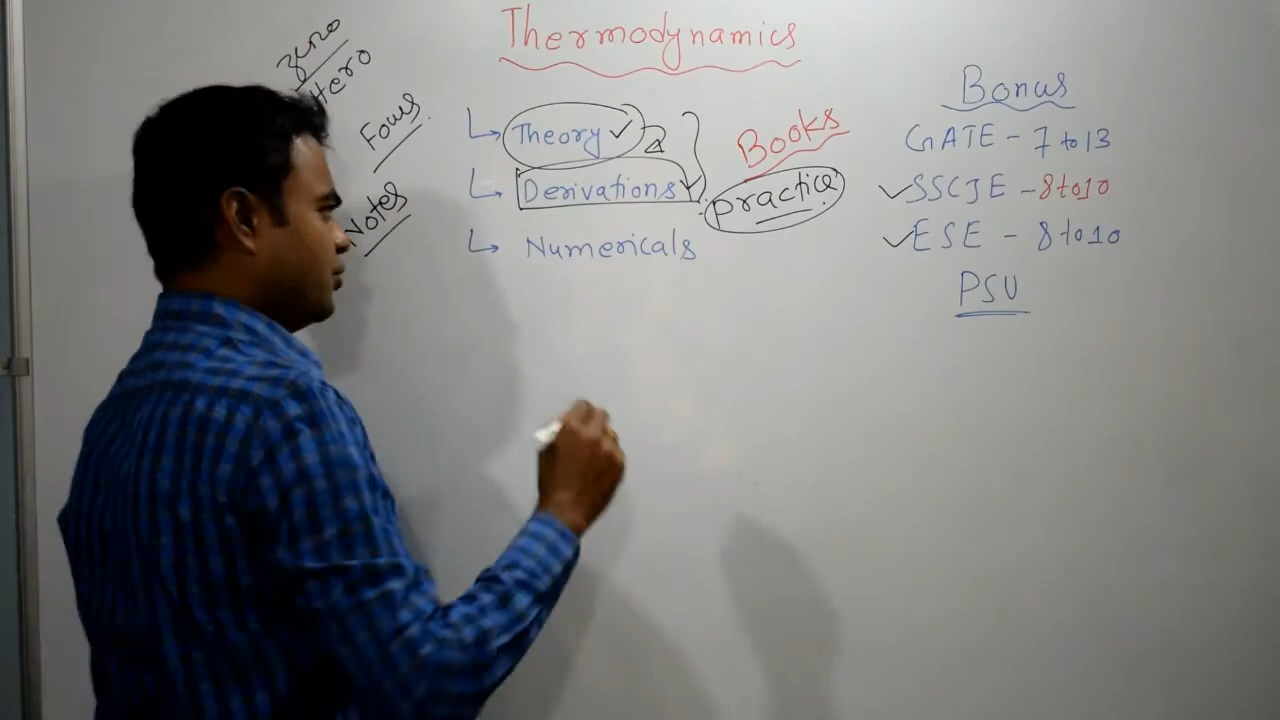 Thermodynamics
Zero
Hero
Focus
Notes
Theory
Derivations
Numericals
2
Books
practice
Bonus
GATE - 7 to 13
SSCJE - 8 to 10
ESE - 8 to 10
PSU